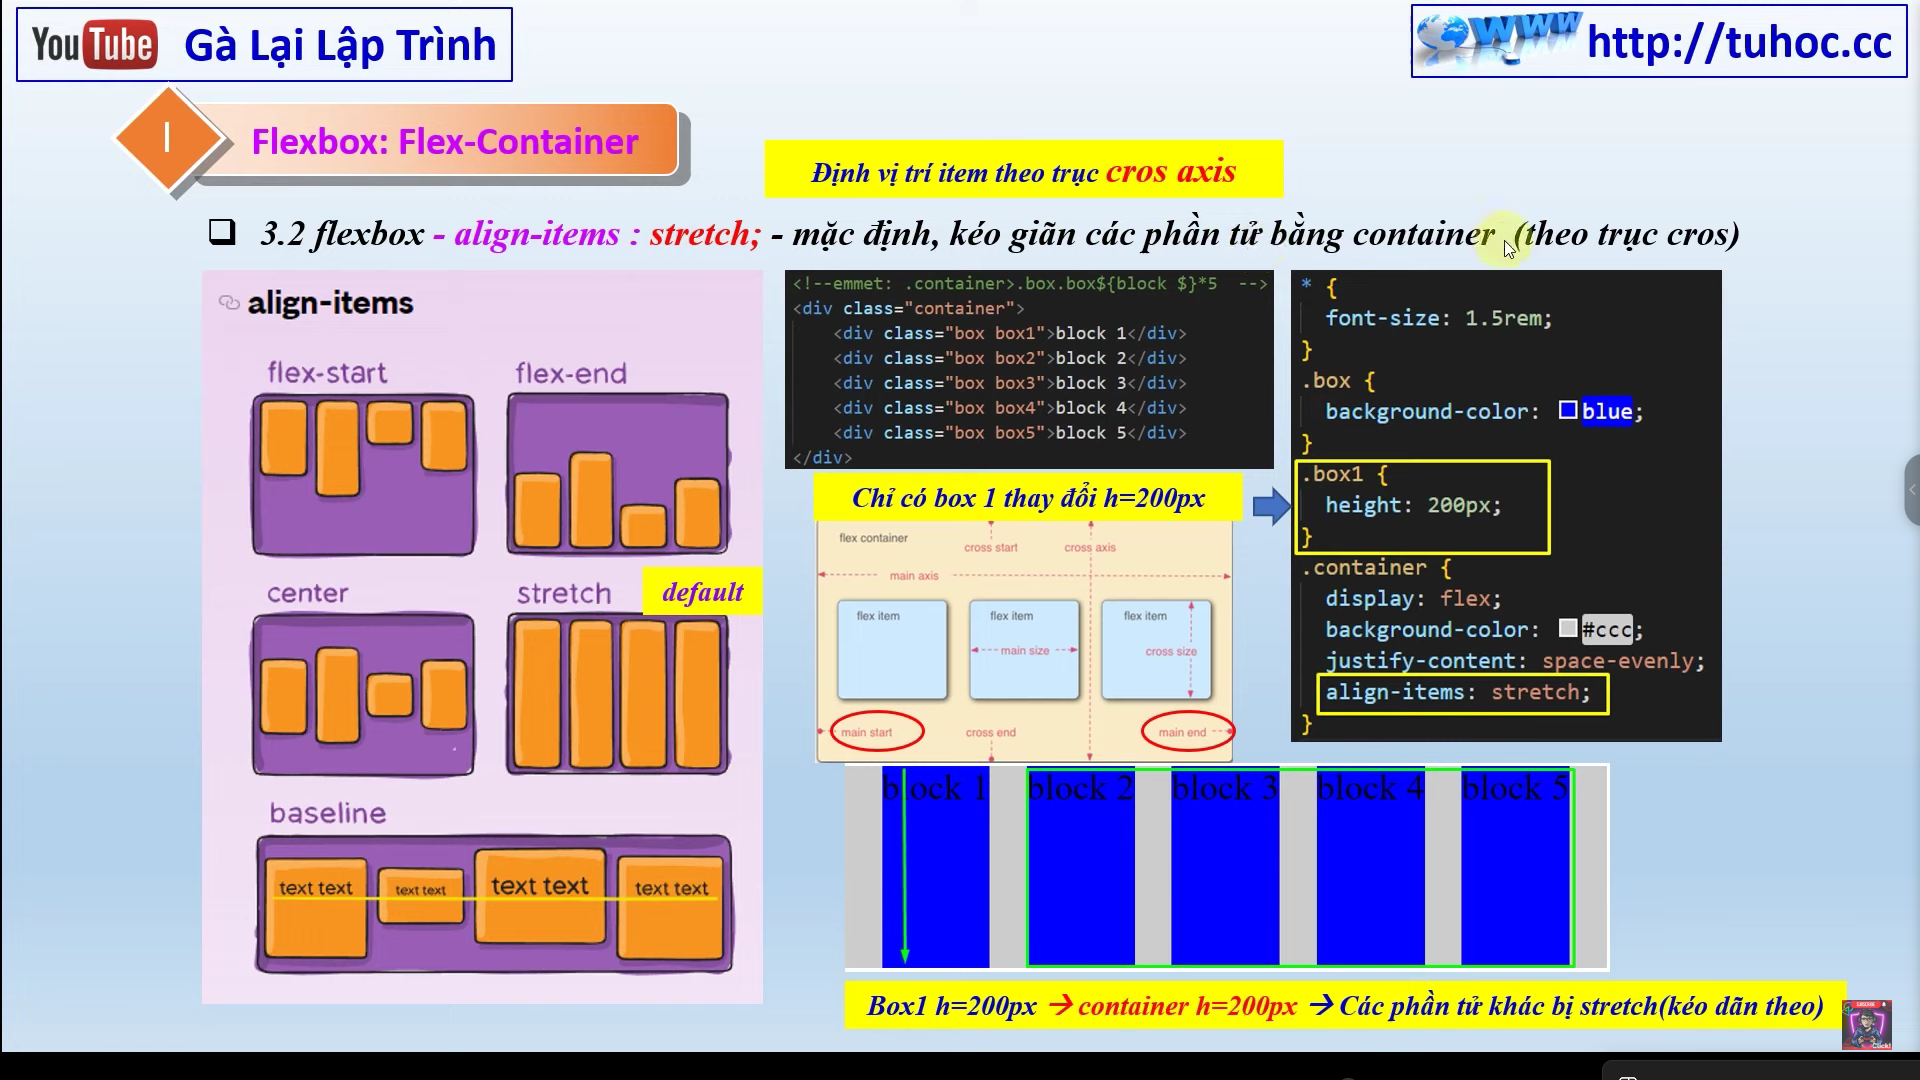 YouTube Gà Lại Lập Trình
WWW http://tuhoc.cc
I Flexbox: Flex-Container
Định vị trí item theo trục cros axis
3.2 flexbox - align-items : stretch; - mặc định, kéo giãn các phần tử bằng container (theo trục cros)
align-items
flex-start
flex-end
center
stretch
default
baseline
text text
text text
text text
text text
<!--emmet: .container>.box.box${block $}*5 -->
<div class="container">
<div class="box box1">block 1</div>
<div class="box box2">block 2</div>
<div class="box box3">block 3</div>
<div class="box box4">block 4</div>
<div class="box box5">block 5</div>
</div>
Chỉ có box 1 thay đổi h=200px
flex container
cross start
cross axis
main axis
flex item
flex item
flex item
main size
cross size
main start
cross end
main end
* {
font-size: 1.5rem;
}
.box {
background-color: blue;
}
.box1 {
height: 200px;
}
.container {
display: flex;
background-color: #ccc;
justify-content: space-evenly;
align-items: stretch;
}
block 1
block 2
block 3
block 4
block 5
Box1 h=200px → container h=200px → Các phần tử khác bị stretch(kéo dãn theo)
SUBSCRIBE
Click!